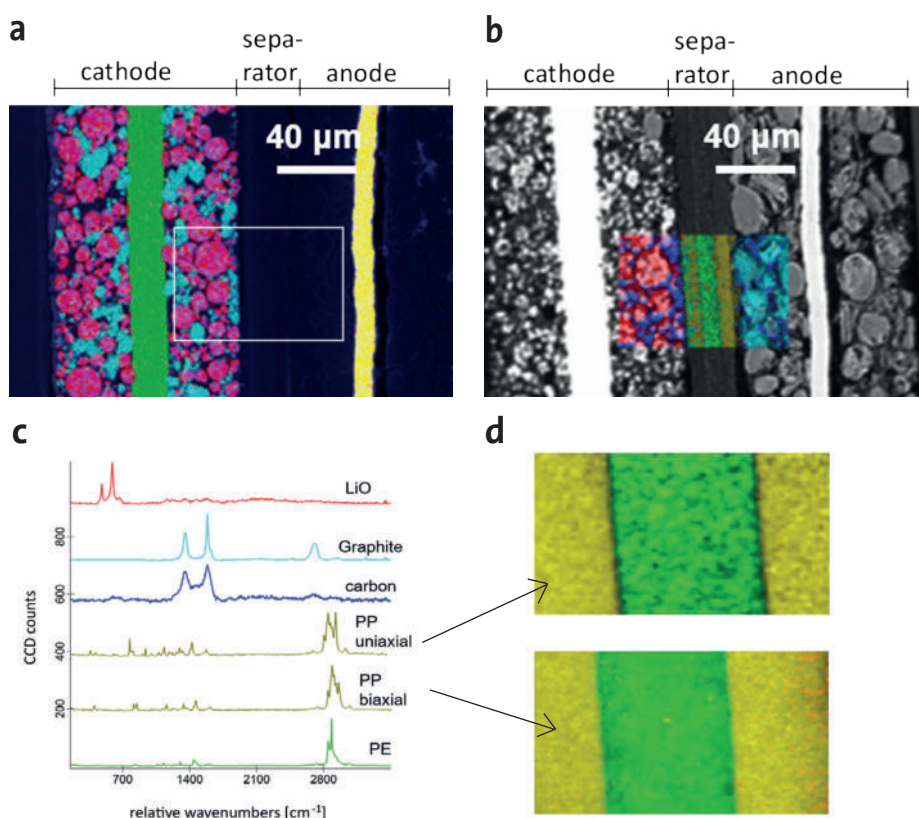 a
sepa-
cathode
rator
anode
40 µm
b
sepa-
cathode
rator
anode
40 µm
c
LiO
Graphite
carbon
PP
uniaxial
PP
biaxial
PE
800
600
400
200
CCD counts
700
1400
2100
2800
relative wavenumbers [cm⁻¹]
d